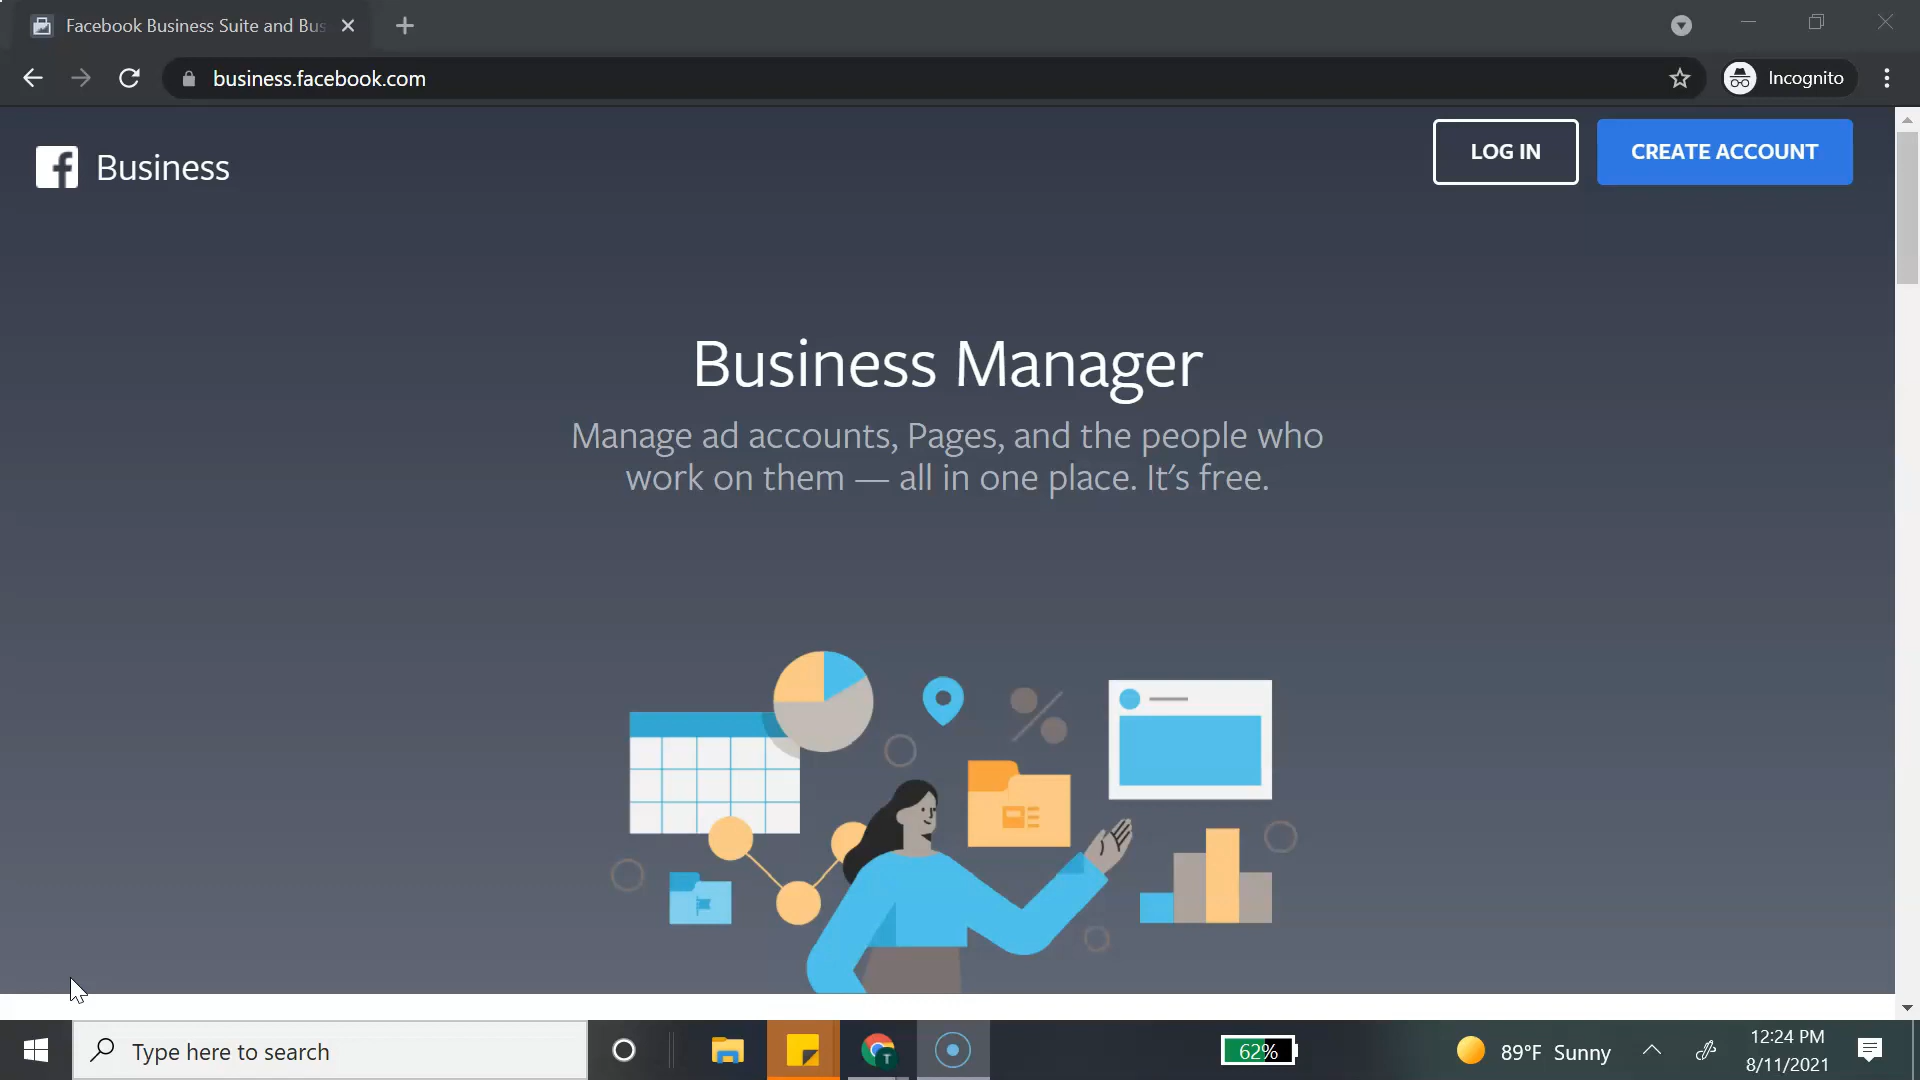 Facebook Business Suite and Bus
business.facebook.com
Incognito
Business
LOG IN
CREATE ACCOUNT
Business Manager
Manage ad accounts, Pages, and the people who
work on them — all in one place. It's free.
Type here to search
T
62%
89°F Sunny
12:24 PM
8/11/2021